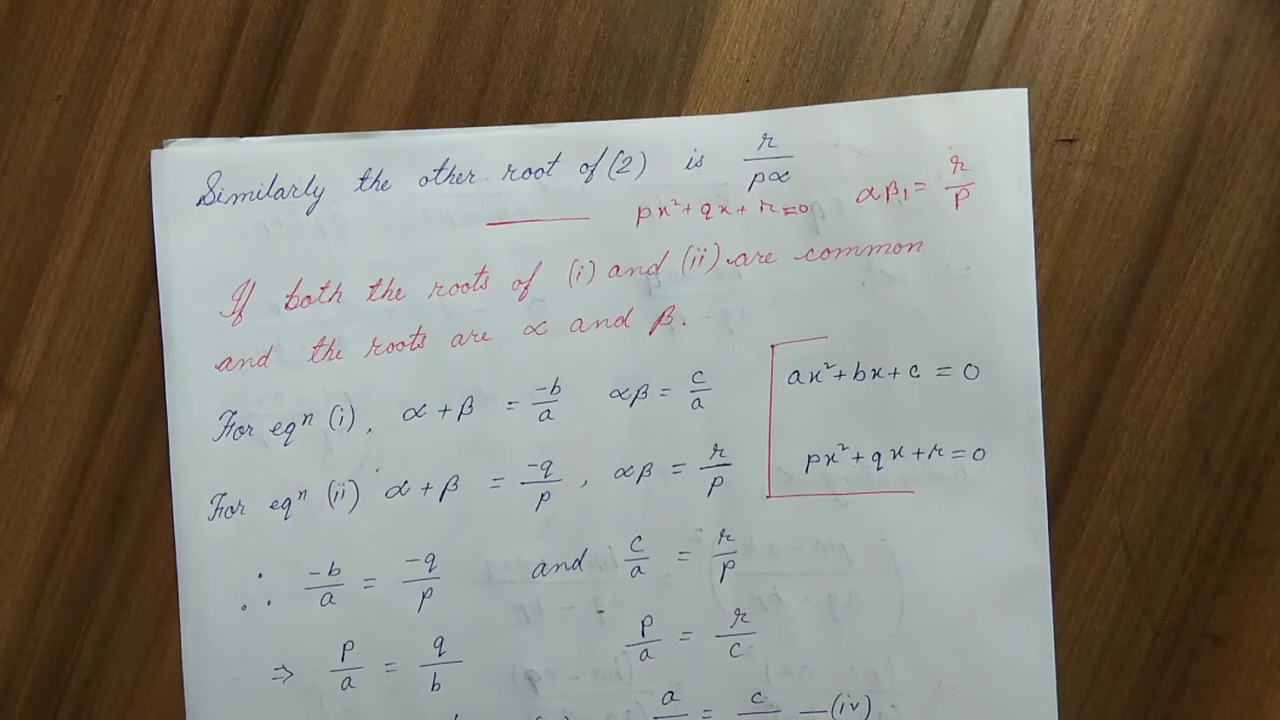 Similarly the other root of (2) is r/pα
px²+qx+r=0 αβ₁ = r/p
If both the roots of (i) and (ii) are common
and the roots are α and β.
For eqⁿ (i), α + β = -b/a αβ = c/a
ax²+bx+c = 0
For eqⁿ (ii) α + β = -q/p , αβ = r/p
px²+qx+r=0
∴ -b/a = -q/p and c/a = r/p
⇒ p/a = q/b p/a = r/c
a = c —(iv)